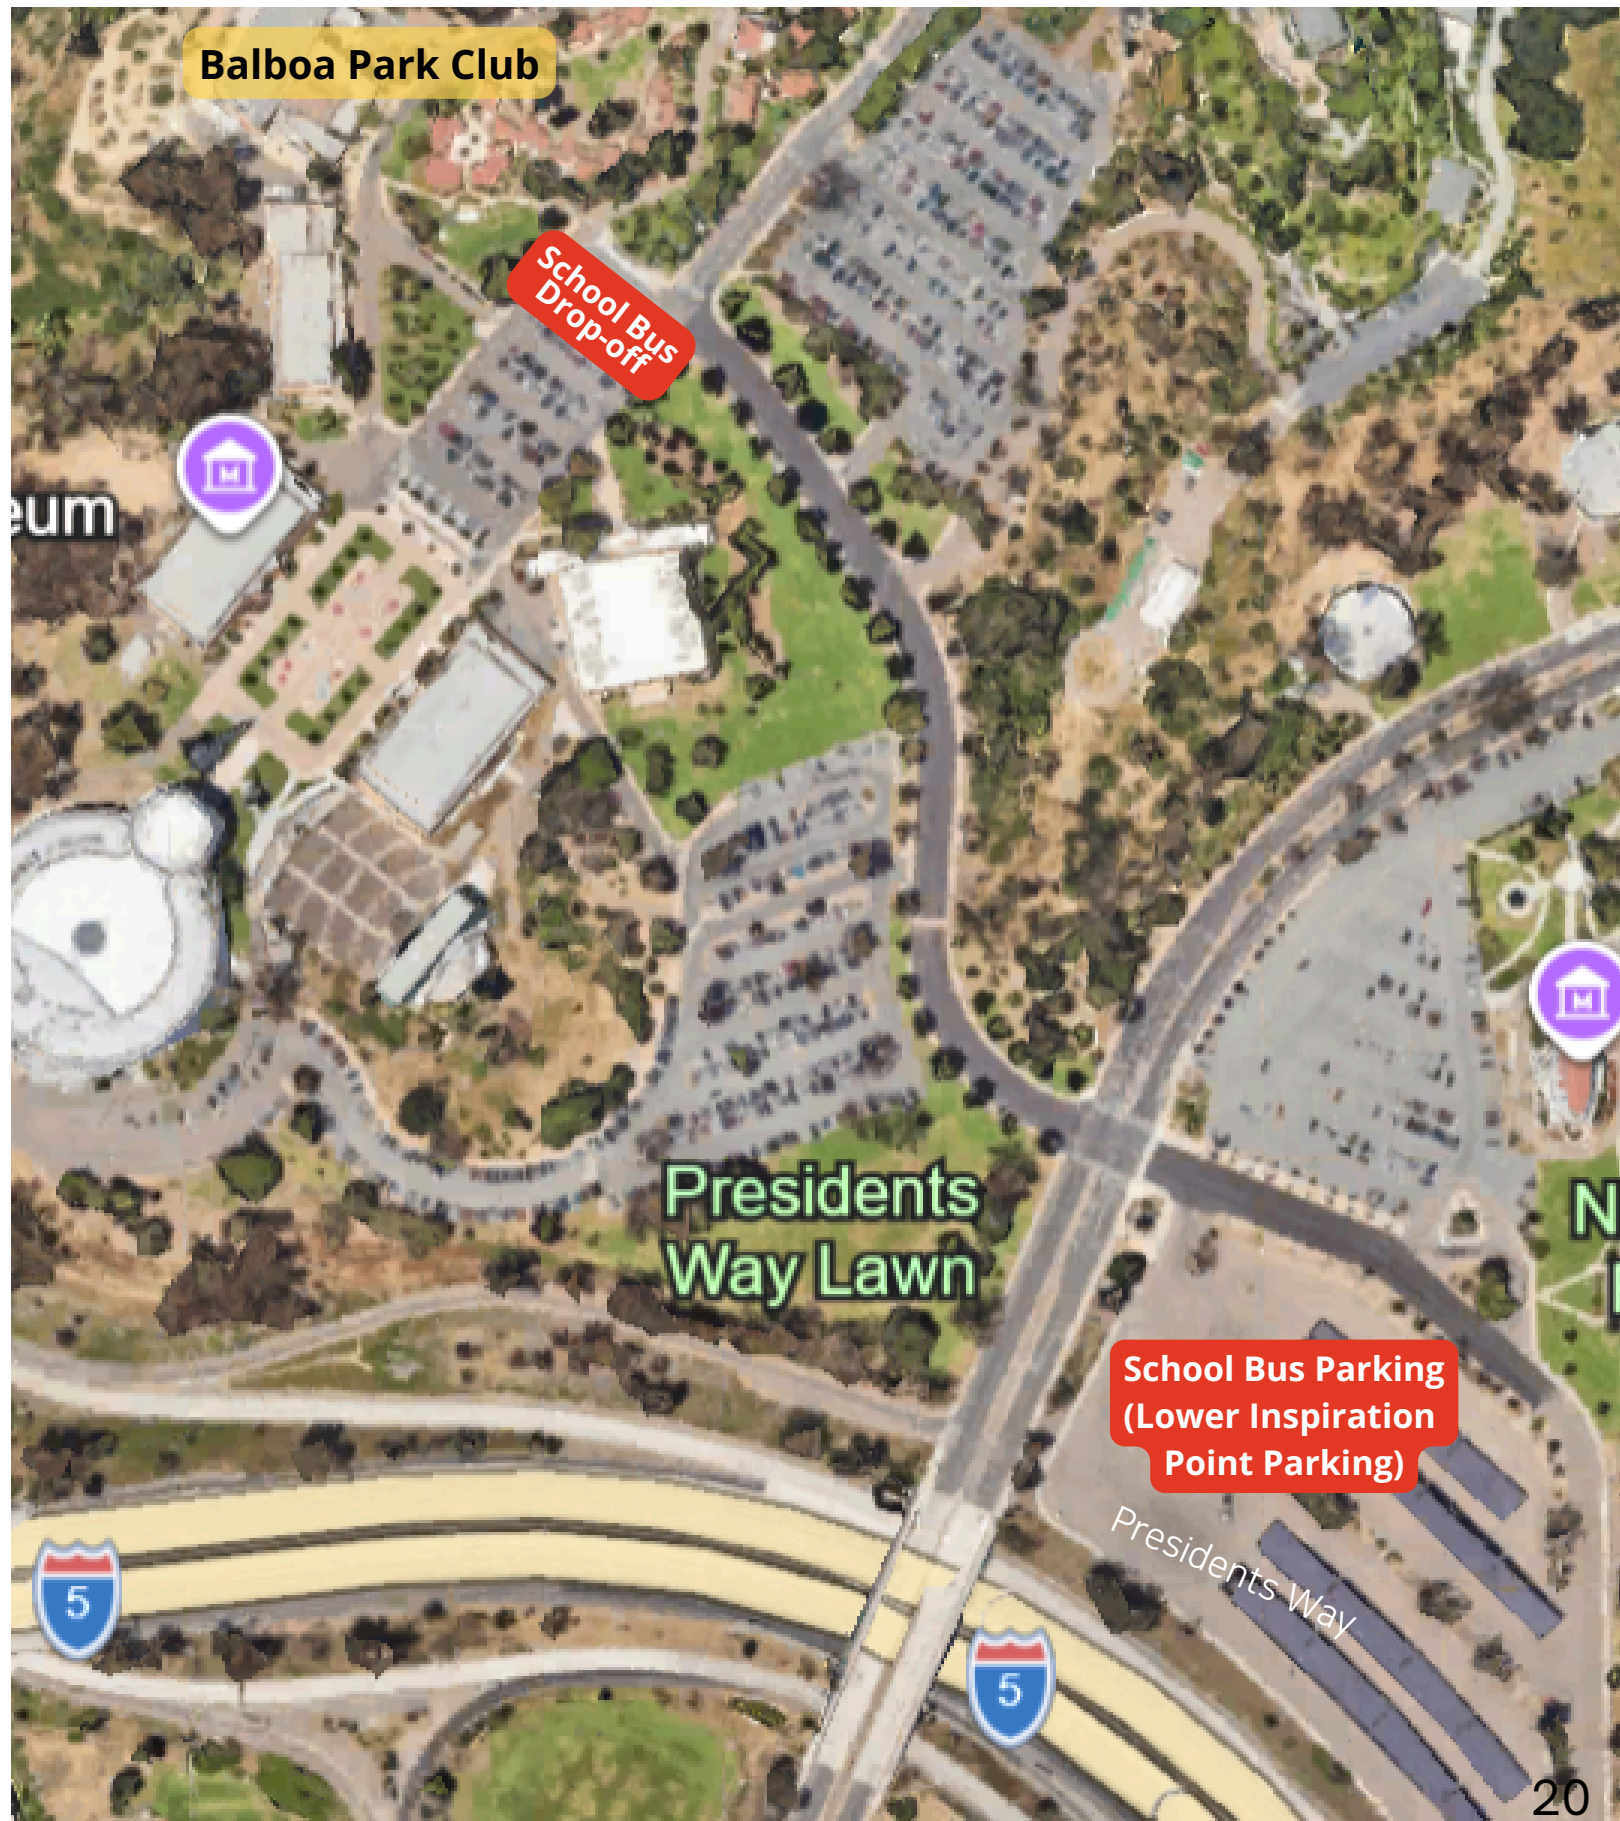 Balboa Park Club
School Bus
Drop-off
eum
Presidents
Way Lawn
N
School Bus Parking
(Lower Inspiration
Point Parking)
Presidents Way
5
5
20